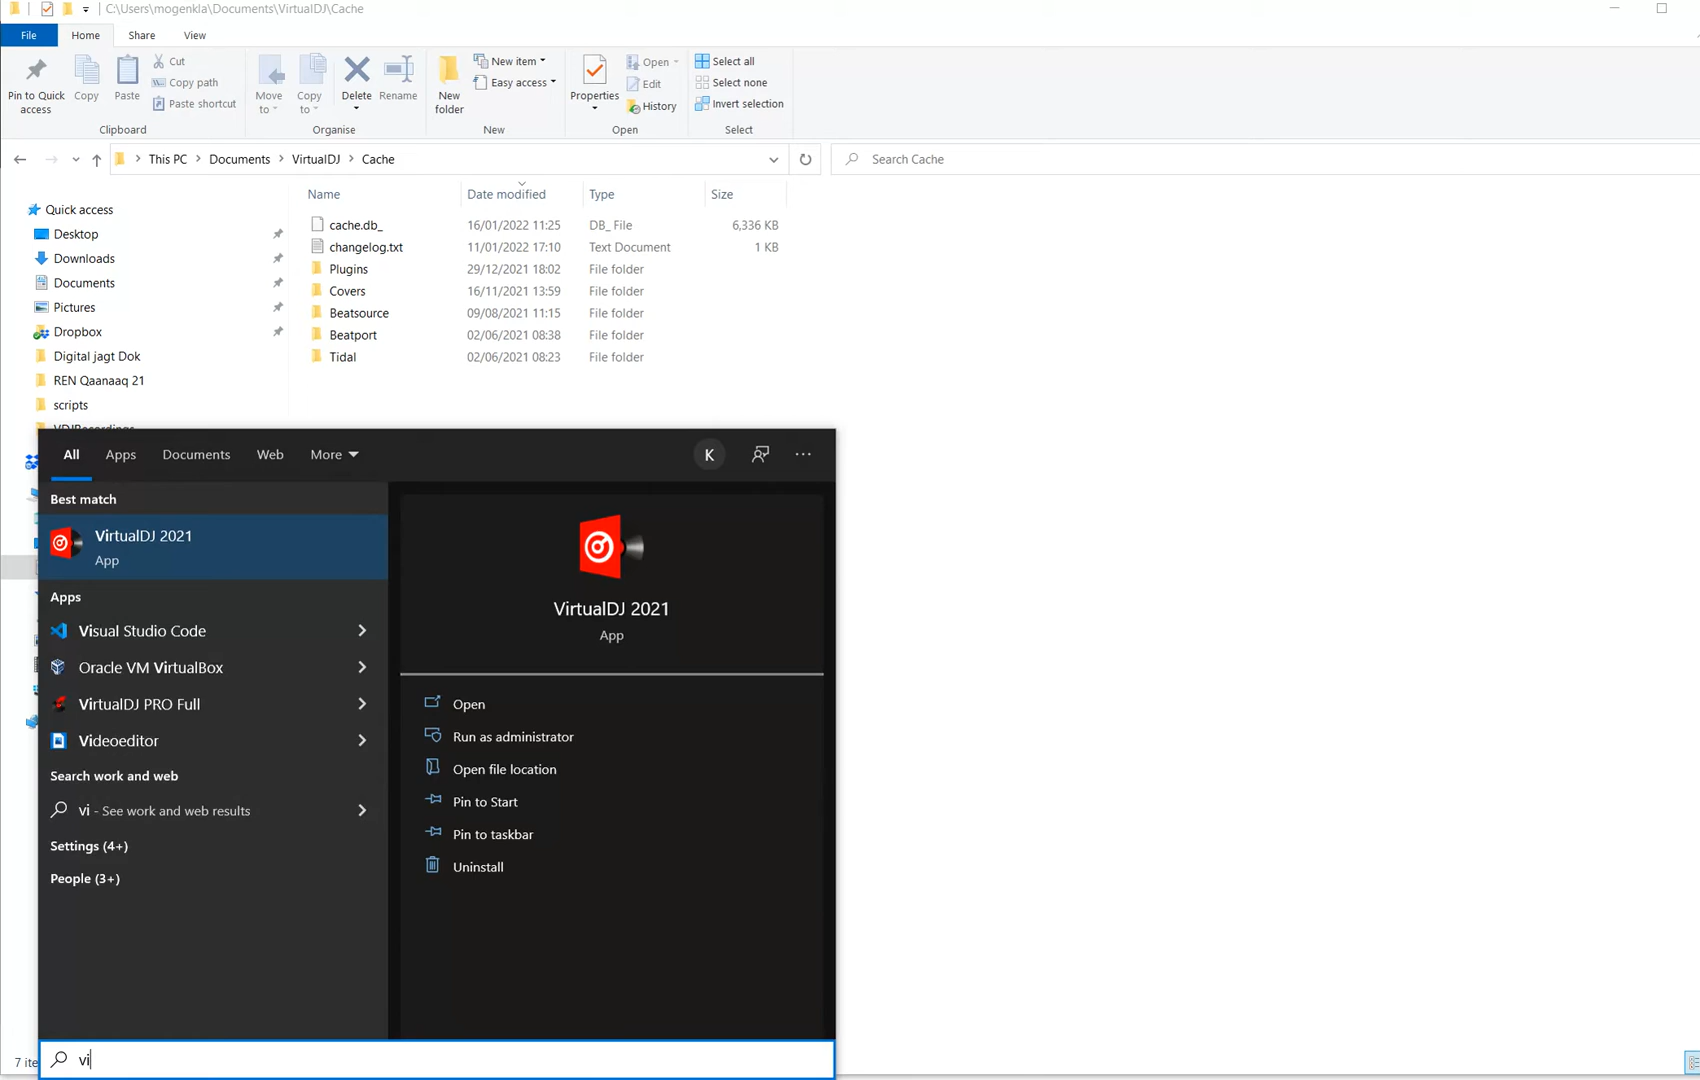 C:\Users\mogenkla\Documents\VirtualDJ\Cache
File Home Share View
Pin to Quick access
Copy
Paste
Cut
Copy path
Paste shortcut
Clipboard
Move to
Copy to
Delete
Rename
Organise
New folder
New item
Easy access
New
Properties
Open
Edit
History
Open
Select all
Select none
Invert selection
Select
This PC > Documents > VirtualDJ > Cache
Search Cache
Name Date modified Type Size
cache.db_ 16/01/2022 11:25 DB_ File 6,336 KB
changelog.txt 11/01/2022 17:10 Text Document 1 KB
Plugins 29/12/2021 18:02 File folder
Covers 16/11/2021 13:59 File folder
Beatsource 09/08/2021 11:15 File folder
Beatport 02/06/2021 08:38 File folder
Tidal 02/06/2021 08:23 File folder
Quick access
Desktop
Downloads
Documents
Pictures
Dropbox
Digital jagt Dok
REN Qaanaaq 21
scripts
VDJRecordings
All Apps Documents Web More
K
Best match
VirtualDJ 2021
App
Apps
Visual Studio Code
Oracle VM VirtualBox
VirtualDJ PRO Full
Videoeditor
Search work and web
vi - See work and web results
Settings (4+)
People (3+)
VirtualDJ 2021
App
Open
Run as administrator
Open file location
Pin to Start
Pin to taskbar
Uninstall
7 ite
vi